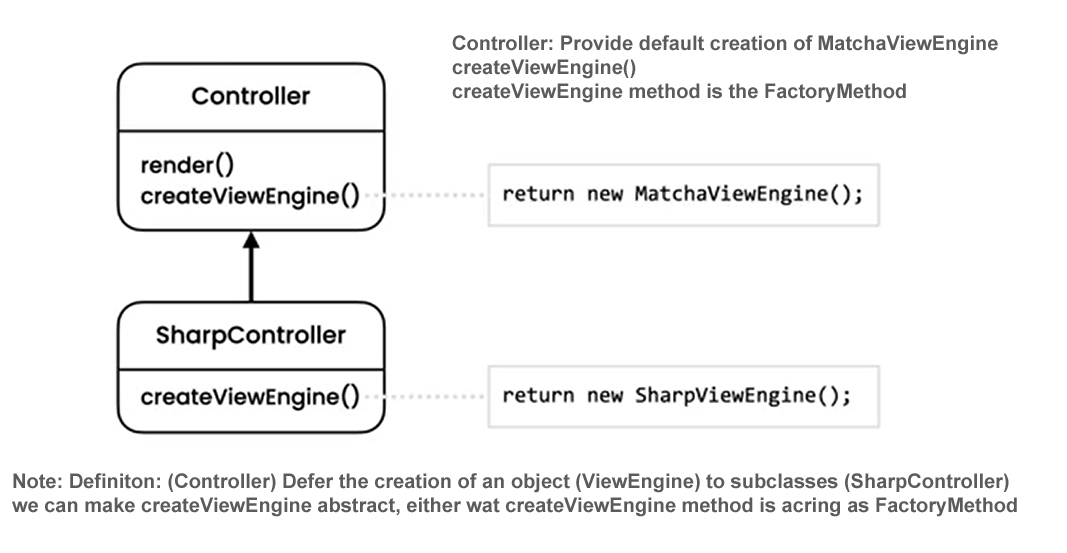 Controller: Provide default creation of MatchaViewEngine
createViewEngine()
createViewEngine method is the FactoryMethod
Controller
render()
createViewEngine()
return new MatchaViewEngine();
SharpController
createViewEngine()
return new SharpViewEngine();
Note: Definiton: (Controller) Defer the creation of an object (ViewEngine) to subclasses (SharpController)
we can make createViewEngine abstract, either wat createViewEngine method is acring as FactoryMethod